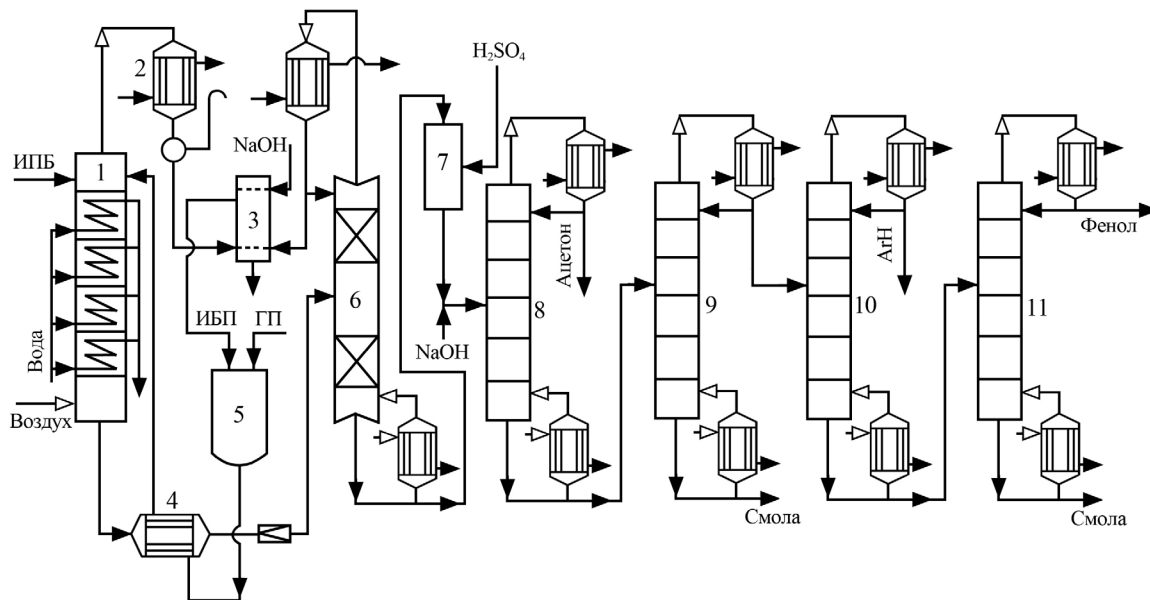 2
H₂SO₄
NaOH
ИПБ
1
7
3
Ацетон
ArH
Фенол
6
8
9
10
11
Вода
ИБП
ГП
NaOH
Воздух
5
4
Смола
Смола